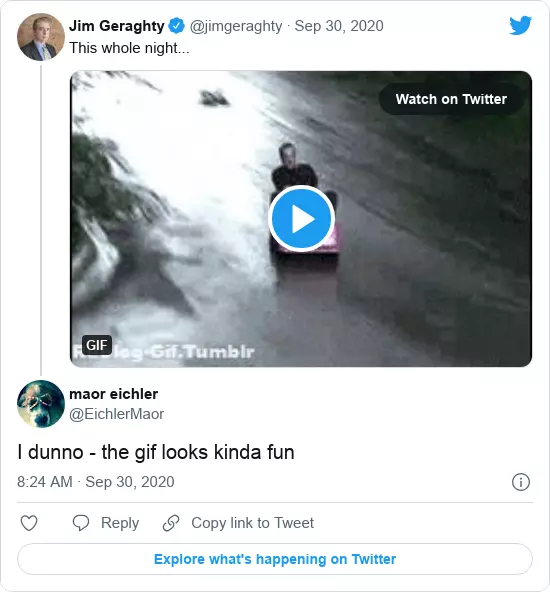 Jim Geraghty @jimgeraghty · Sep 30, 2020
This whole night...
Watch on Twitter
GIF
-Gif.Tumblr
maor eichler
@EichlerMaor
I dunno - the gif looks kinda fun
8:24 AM · Sep 30, 2020
Reply
Copy link to Tweet
Explore what's happening on Twitter